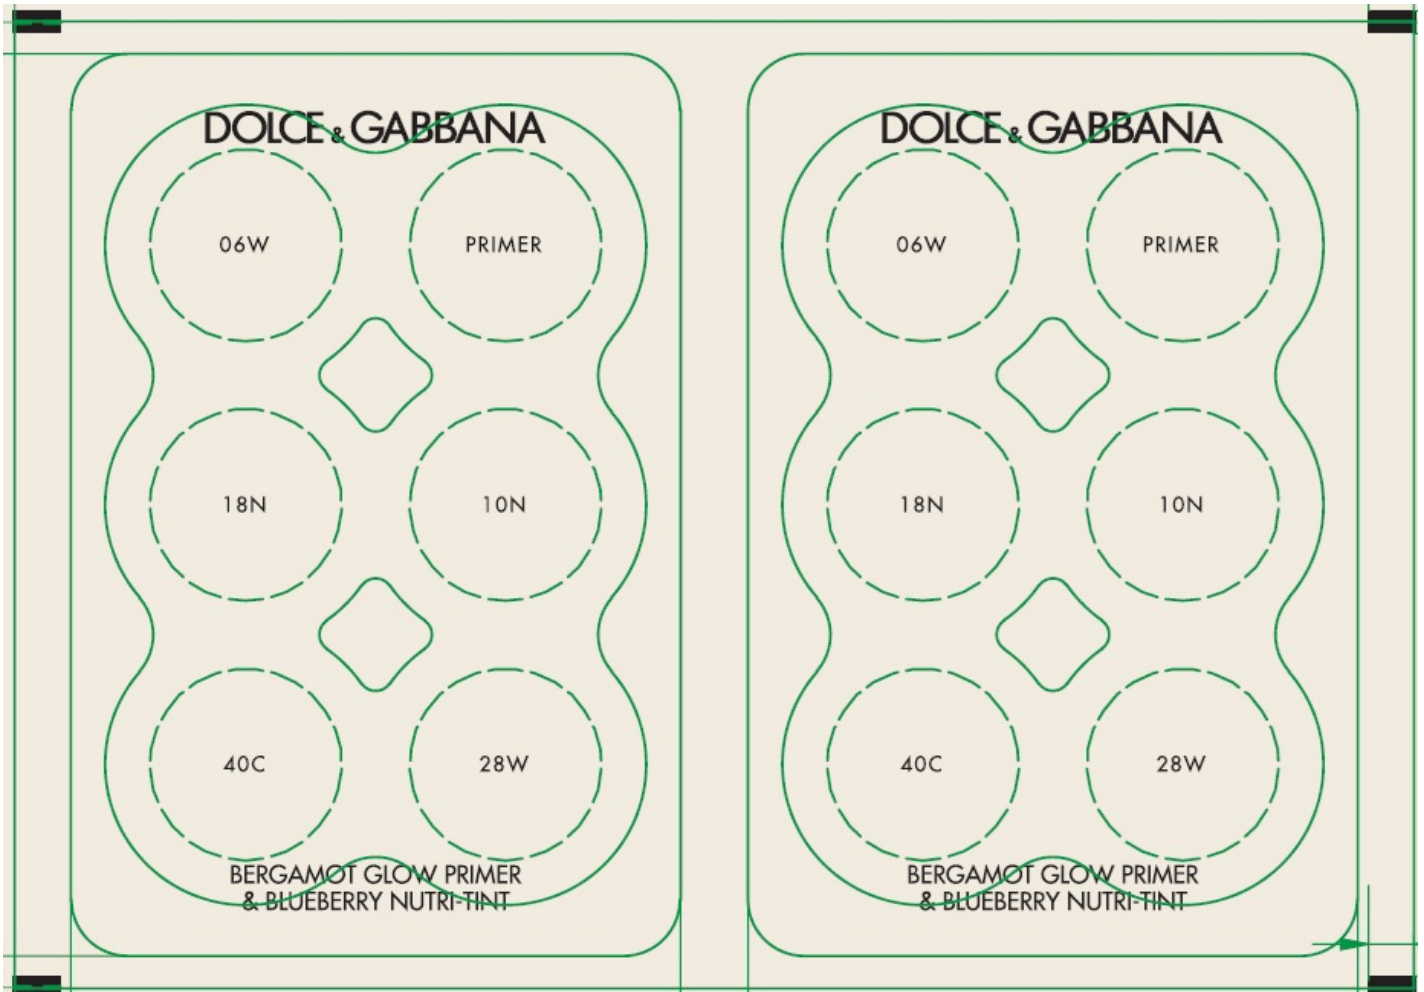 DOLCE & GABBANA
06W PRIMER
18N 10N
40C 28W
BERGAMOT GLOW PRIMER
& BLUEBERRY NUTRI-TINT
DOLCE & GABBANA
06W PRIMER
18N 10N
40C 28W
BERGAMOT GLOW PRIMER
& BLUEBERRY NUTRI-TINT